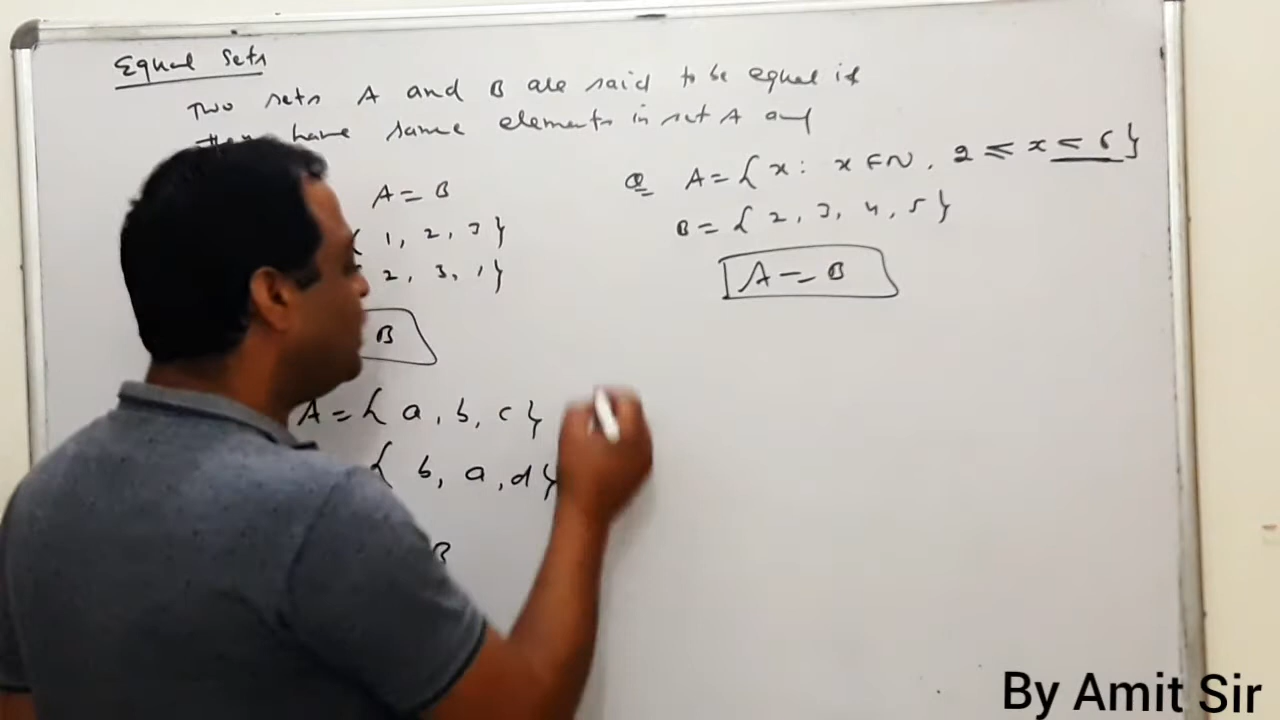 Equal Sets
Two sets A and B are said to be equal if
they have same elements in set A and
A = B
{ 1, 2, 3 }
2, 3, 1 }
B
A = { a, b, c }
{ b, a, d }
B
Q A = { x : x ∈ N, 2 ≤ x ≤ 5 }
B = { 2, 3, 4, 5 }
A = B
By Amit Sir